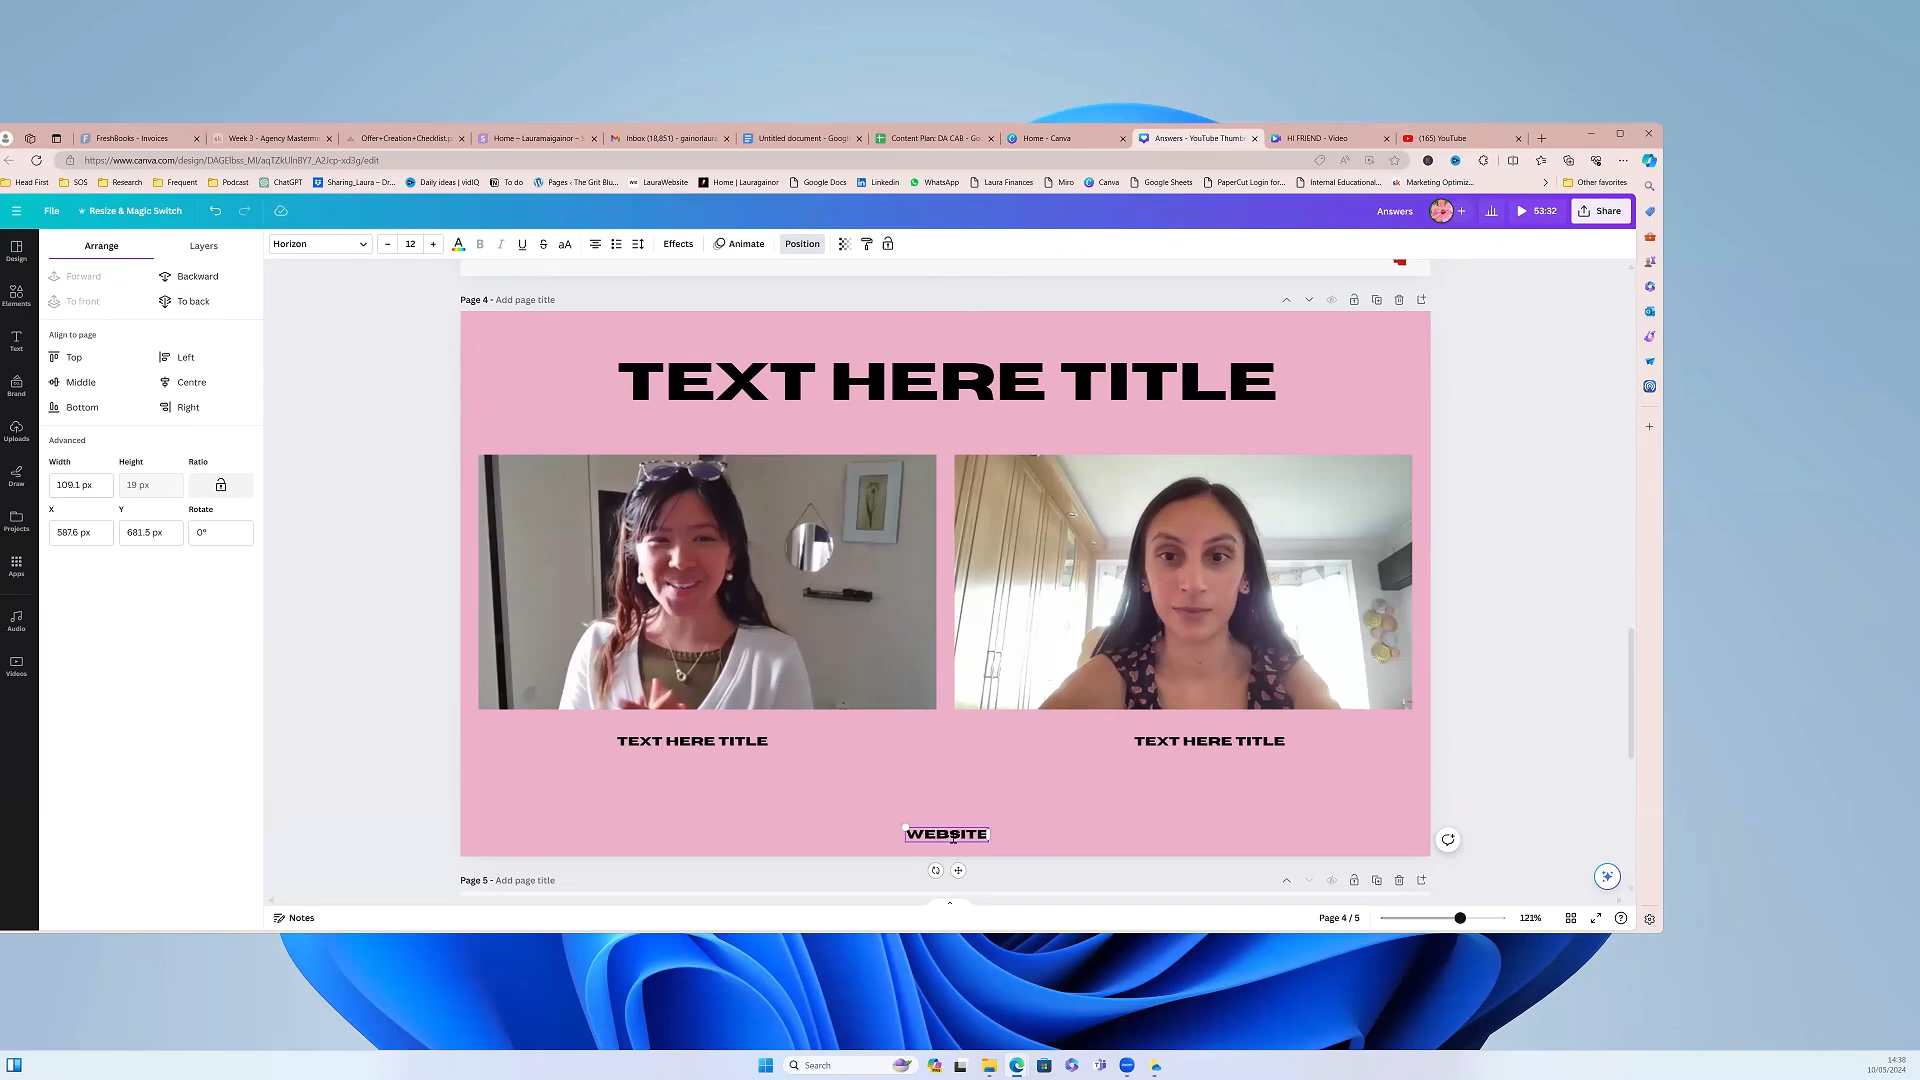 FreshBooks - Invoices
Week 3 - Agency Mastermin
Offer+Creation+Checklist.p
Home – Lauramaigainor – S
Inbox (18,851) - gainorlaura
Untitled document - Googl
Content Plan: DA CAB - Go
Home - Canva
Answers - YouTube Thumb
HI FRIEND - Video
(165) YouTube
https://www.canva.com/design/DAGElbss_MI/aqTZkUlnBY7_A2Jcp-xd3g/edit
Head First
SOS
Research
Frequent
Podcast
ChatGPT
Sharing_Laura – Dr...
Daily ideas | vidIQ
To do
Pages ‹ The Grit Blu...
LauraWebsite
Home | Lauragainor
Google Docs
Linkedin
WhatsApp
Laura Finances
Miro
Canva
Google Sheets
PaperCut Login for...
Internal Educational...
Marketing Optimiz...
Other favorites
File
Resize & Magic Switch
Answers
53:32
Share
Design
Elements
Text
Brand
Uploads
Draw
Projects
Apps
Audio
Videos
Arrange
Layers
Forward
Backward
To front
To back
Align to page
Top
Left
Middle
Centre
Bottom
Right
Advanced
Width
Height
Ratio
109.1 px
19 px
X
Y
Rotate
587.6 px
681.5 px
0°
Horizon
12
Effects
Animate
Position
Page 4 - Add page title
TEXT HERE TITLE
TEXT HERE TITLE
TEXT HERE TITLE
WEBSITE
Page 5 - Add page title
Notes
Page 4 / 5
121%
Search
14:38
10/05/2024